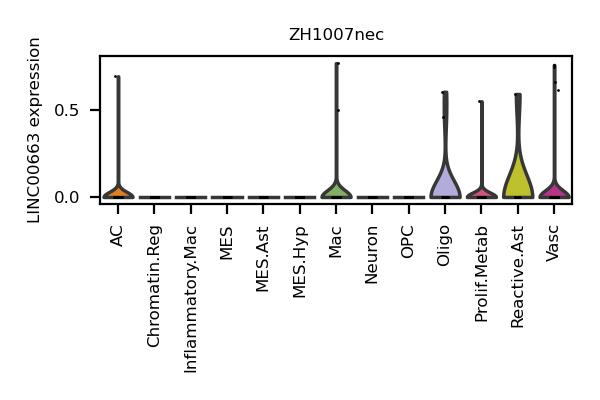 ZH1007nec
LINC00663 expression
0.5
0.0
AC
Chromatin.Reg
Inflammatory.Mac
MES
MES.Ast
MES.Hyp
Mac
Neuron
OPC
Oligo
Prolif.Metab
Reactive.Ast
Vasc